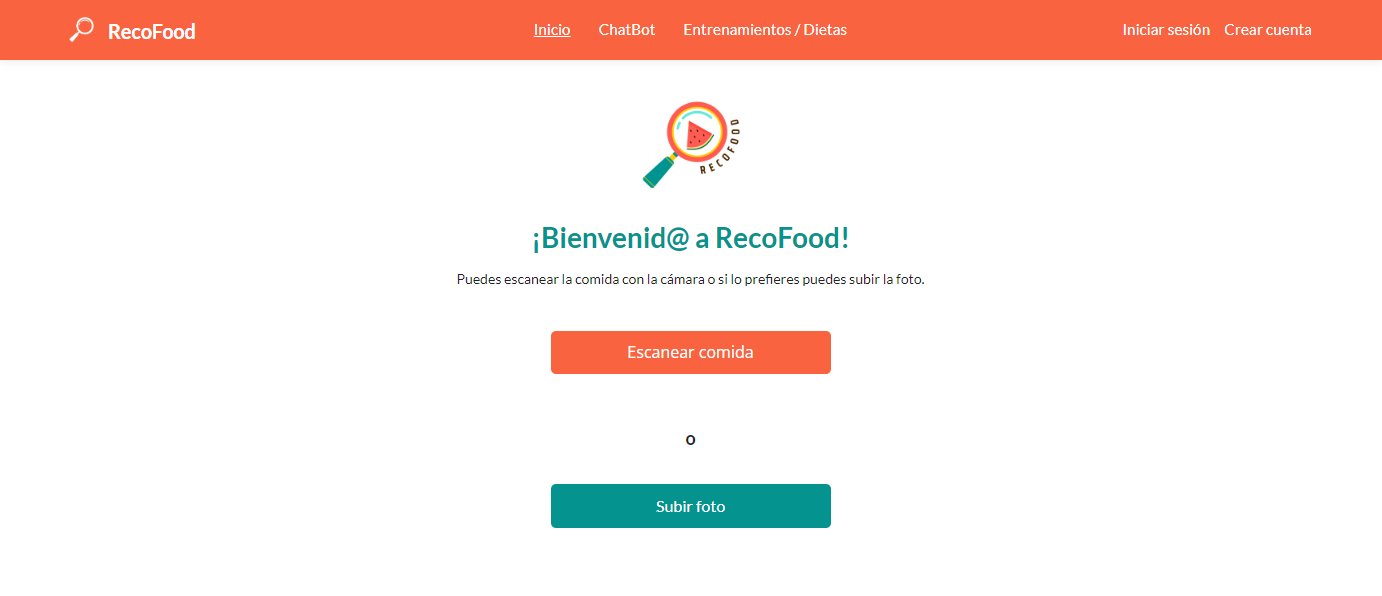 RecoFood
Inicio
ChatBot
Entrenamientos / Dietas
Iniciar sesión
Crear cuenta
RECOFOOD
¡Bienvenid@ a RecoFood!
Puedes escanear la comida con la cámara o si lo prefieres puedes subir la foto.
Escanear comida
O
Subir foto